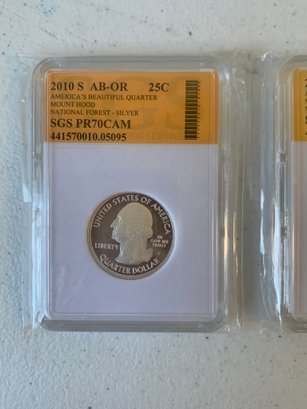 2010 S AB-OR 25C
AMERICA'S BEAUTIFUL QUARTER
MOUNT HOOD
NATIONAL FOREST - SILVER
SGS PR70CAM
441570010.05095
UNITED STATES OF AMERICA
LIBERTY
IN
GOD WE
TRUST
S
QUARTER DOLLAR